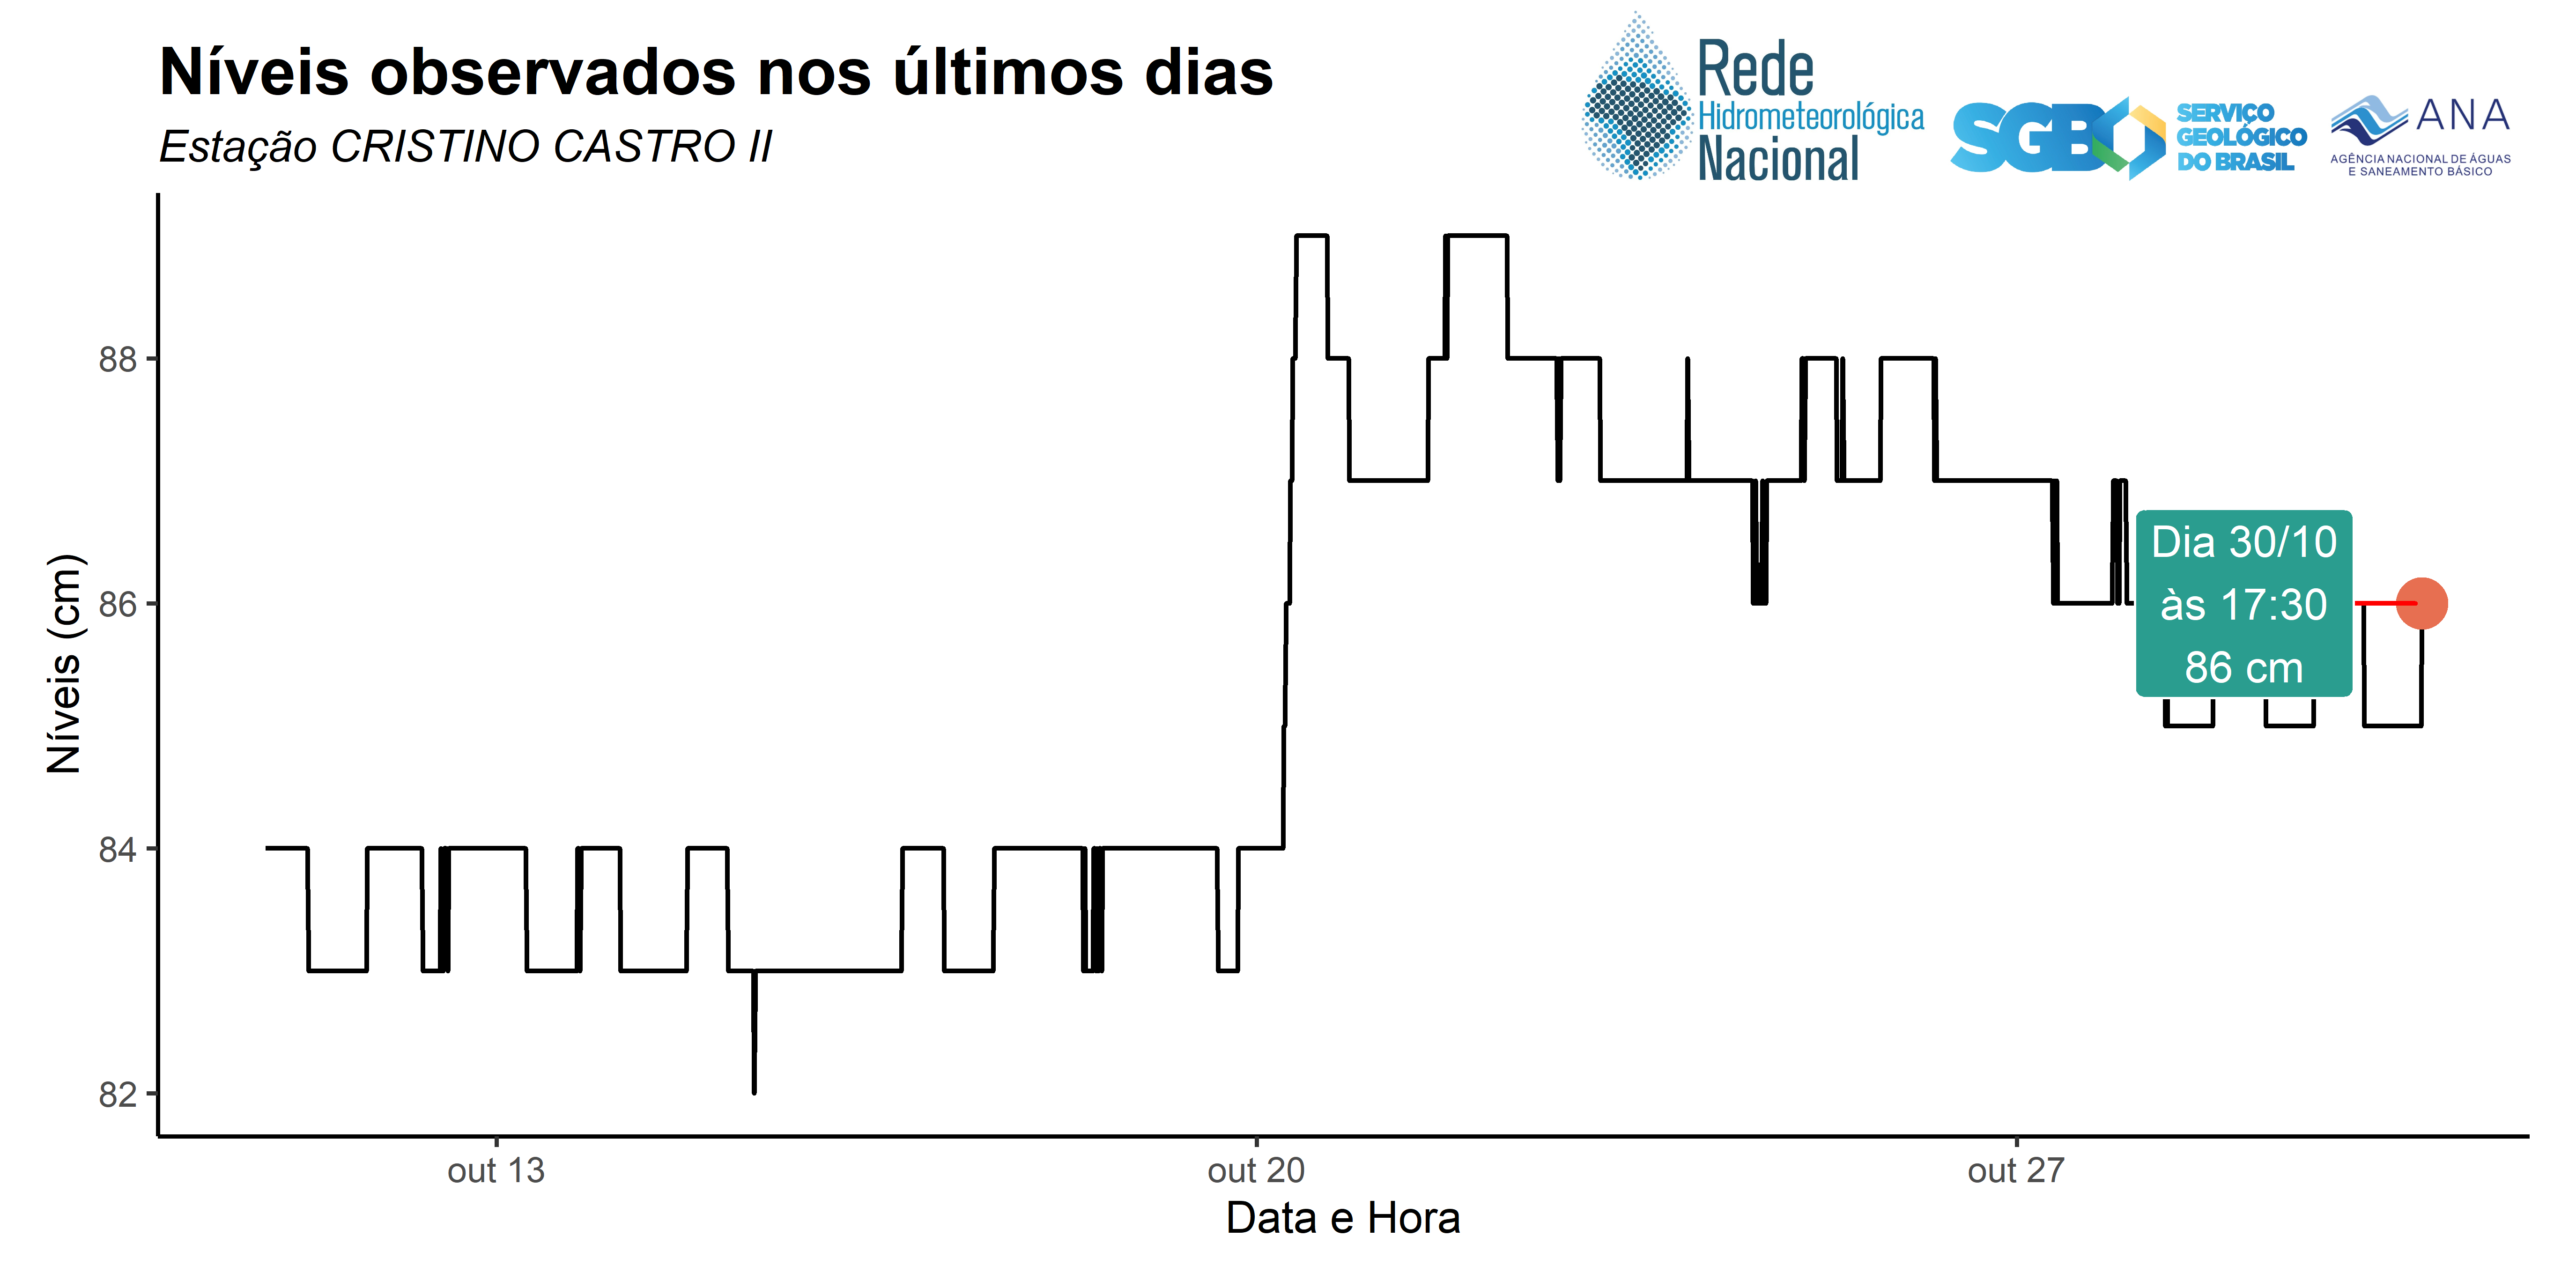 Níveis observados nos últimos dias
Estação CRISTINO CASTRO II
Rede
Hidrometeorológica
Nacional
SGB
SERVIÇO
GEOLÓGICO
DO BRASIL
ANA
AGÊNCIA NACIONAL DE ÁGUAS
E SANEAMENTO BÁSICO
Níveis (cm)
88
86
84
82
Dia 30/10
às 17:30
86 cm
out 13
out 20
out 27
Data e Hora